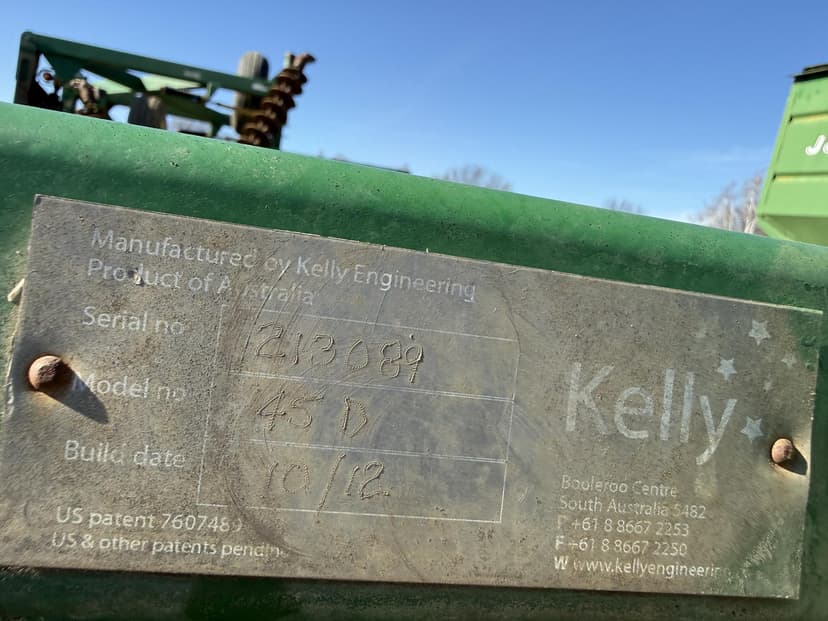 Manufactured by Kelly Engineering
Product of Australia
Serial no 213089
Model no 45 D
Build date 10/12
US patent 7607489
US & other patents pending
Kelly
Booleroo Centre
South Australia 5482
T +61 8 8667 2253
F +61 8 8667 2250
W www.kellyengineerin